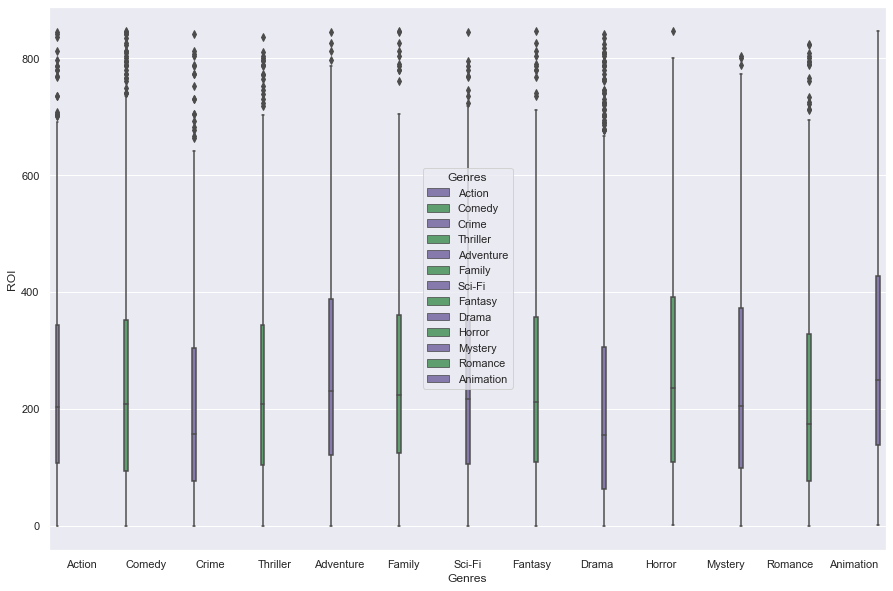 800
600
400
200
0
ROI
Genres
Action
Comedy
Crime
Thriller
Adventure
Family
Sci-Fi
Fantasy
Drama
Horror
Mystery
Romance
Animation
Action Comedy Crime Thriller Adventure Family Sci-Fi Fantasy Drama Horror Mystery Romance Animation
Genres